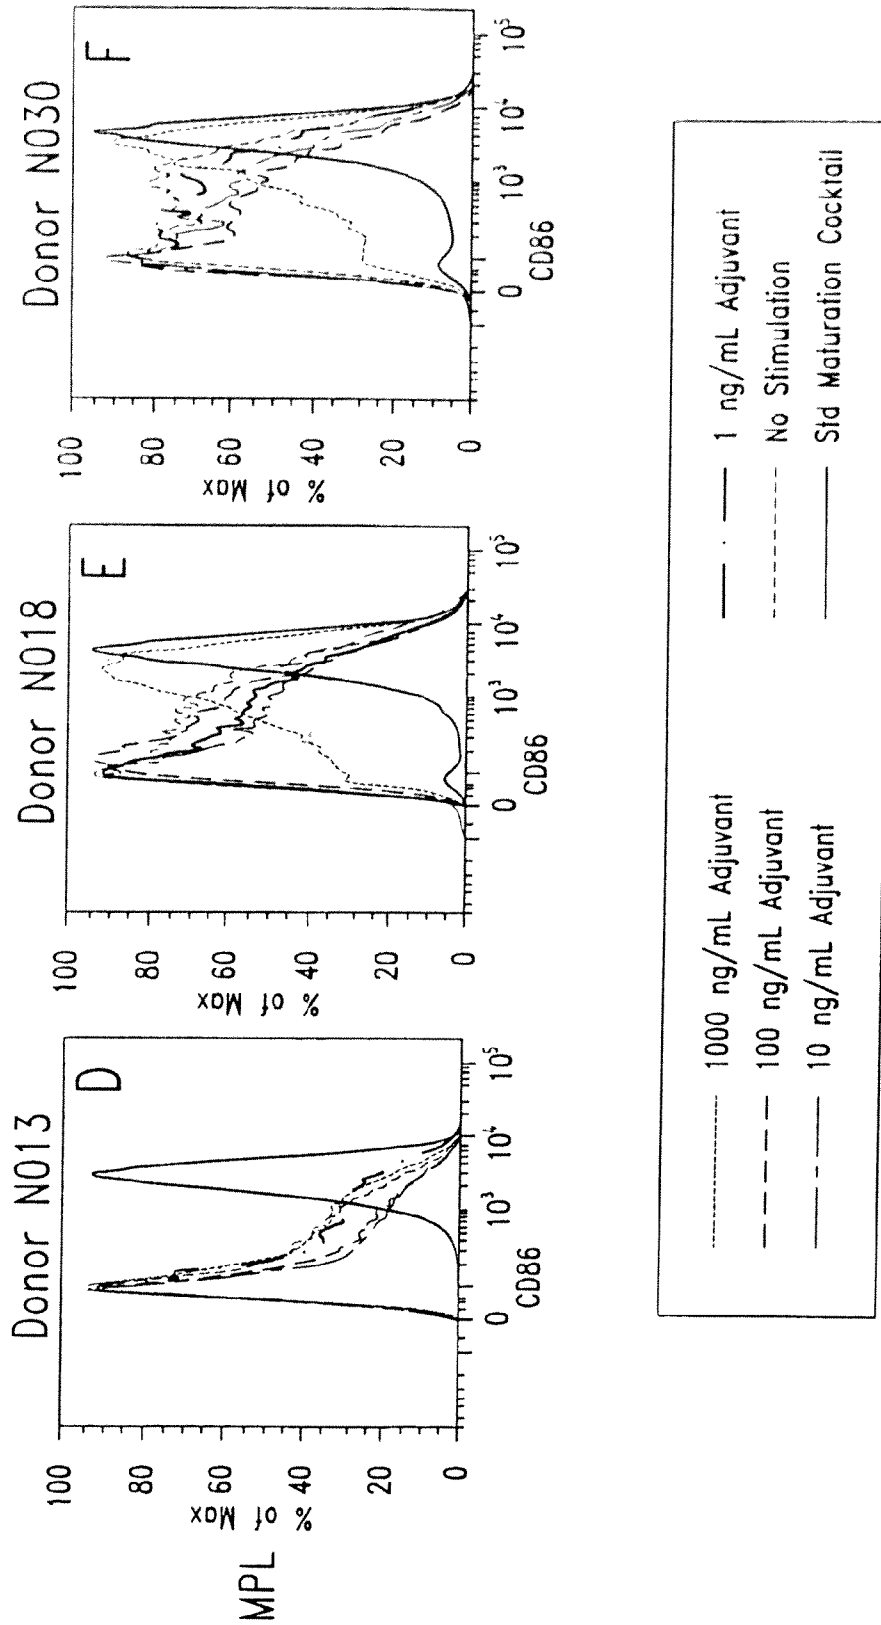 MPL
Donor N013
D
% of Max
100
80
60
40
20
0
0
10³
10⁴
10⁵
CD86
Donor N018
E
% of Max
100
80
60
40
20
0
0
10³
10⁴
10⁵
CD86
Donor N030
F
% of Max
100
80
60
40
20
0
0
10³
10⁴
10⁵
CD86
1000 ng/mL Adjuvant
100 ng/mL Adjuvant
10 ng/mL Adjuvant
1 ng/mL Adjuvant
No Stimulation
Std Maturation Cocktail